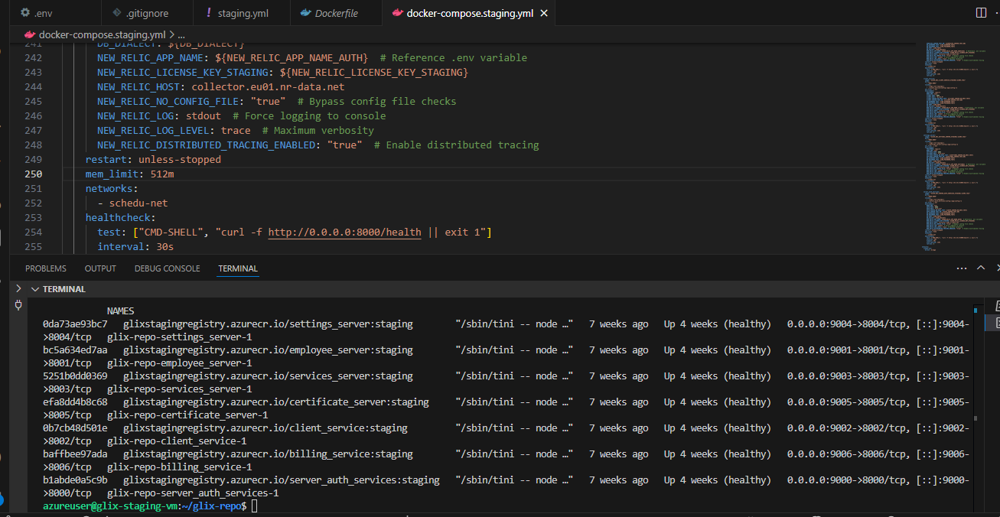 .env
.gitignore
! staging.yml
Dockerfile
docker-compose.staging.yml
docker-compose.staging.yml > ...
241 DB_DIALECT: ${DB_DIALECT}
242 NEW_RELIC_APP_NAME: ${NEW_RELIC_APP_NAME_AUTH} # Reference .env variable
243 NEW_RELIC_LICENSE_KEY_STAGING: ${NEW_RELIC_LICENSE_KEY_STAGING}
244 NEW_RELIC_HOST: collector.eu01.nr-data.net
245 NEW_RELIC_NO_CONFIG_FILE: "true" # Bypass config file checks
246 NEW_RELIC_LOG: stdout # Force logging to console
247 NEW_RELIC_LOG_LEVEL: trace # Maximum verbosity
248 NEW_RELIC_DISTRIBUTED_TRACING_ENABLED: "true" # Enable distributed tracing
249 restart: unless-stopped
250 mem_limit: 512m
251 networks:
252 - schedu-net
253 healthcheck:
254 test: ["CMD-SHELL", "curl -f http://0.0.0.0:8000/health || exit 1"]
255 interval: 30s
PROBLEMS OUTPUT DEBUG CONSOLE TERMINAL
TERMINAL
NAMES
0da73ae93bc7 glixstagingregistry.azurecr.io/settings_server:staging "/sbin/tini -- node …" 7 weeks ago Up 4 weeks (healthy) 0.0.0.0:9004->8004/tcp, [::]:9004-
>8004/tcp glix-repo-settings_server-1
bc5a634ed7aa glixstagingregistry.azurecr.io/employee_server:staging "/sbin/tini -- node …" 7 weeks ago Up 4 weeks (healthy) 0.0.0.0:9001->8001/tcp, [::]:9001-
>8001/tcp glix-repo-employee_server-1
5251b0dd0369 glixstagingregistry.azurecr.io/services_server:staging "/sbin/tini -- node …" 7 weeks ago Up 4 weeks (healthy) 0.0.0.0:9003->8003/tcp, [::]:9003-
>8003/tcp glix-repo-services_server-1
efa8dd4b8c68 glixstagingregistry.azurecr.io/certificate_server:staging "/sbin/tini -- node …" 7 weeks ago Up 4 weeks (healthy) 0.0.0.0:9005->8005/tcp, [::]:9005-
>8005/tcp glix-repo-certificate_server-1
0b7cb48d501e glixstagingregistry.azurecr.io/client_service:staging "/sbin/tini -- node …" 7 weeks ago Up 4 weeks (healthy) 0.0.0.0:9002->8002/tcp, [::]:9002-
>8002/tcp glix-repo-client_service-1
baffbee97ada glixstagingregistry.azurecr.io/billing_service:staging "/sbin/tini -- node …" 7 weeks ago Up 4 weeks (healthy) 0.0.0.0:9006->8006/tcp, [::]:9006-
>8006/tcp glix-repo-billing_service-1
b1abde0a5c9b glixstagingregistry.azurecr.io/server_auth_services:staging "/sbin/tini -- node …" 7 weeks ago Up 4 weeks (healthy) 0.0.0.0:9000->8000/tcp, [::]:9000-
>8000/tcp glix-repo-server_auth_services-1
azureuser@glix-staging-vm:~/glix-repo$